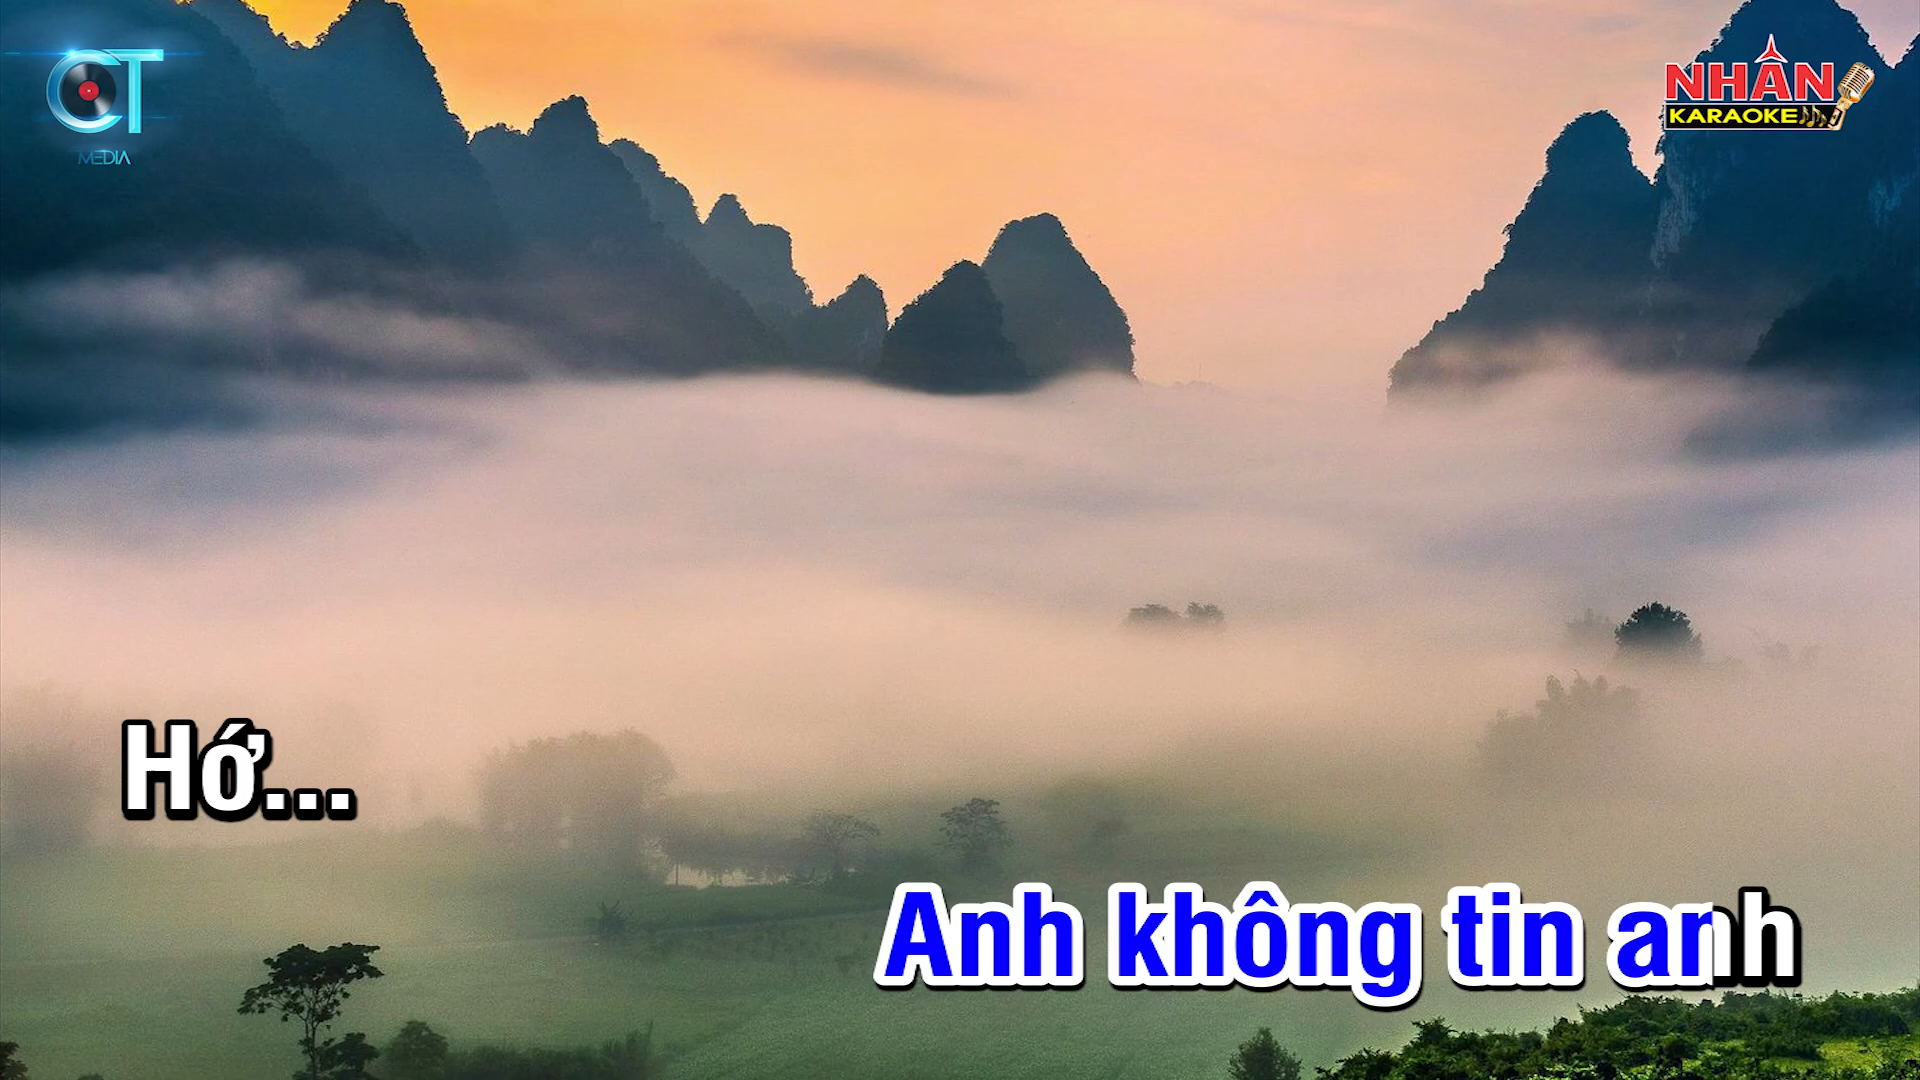 CT
MEDIA
NHÂN
KARAOKE
Hớ...
Anh không tin anh